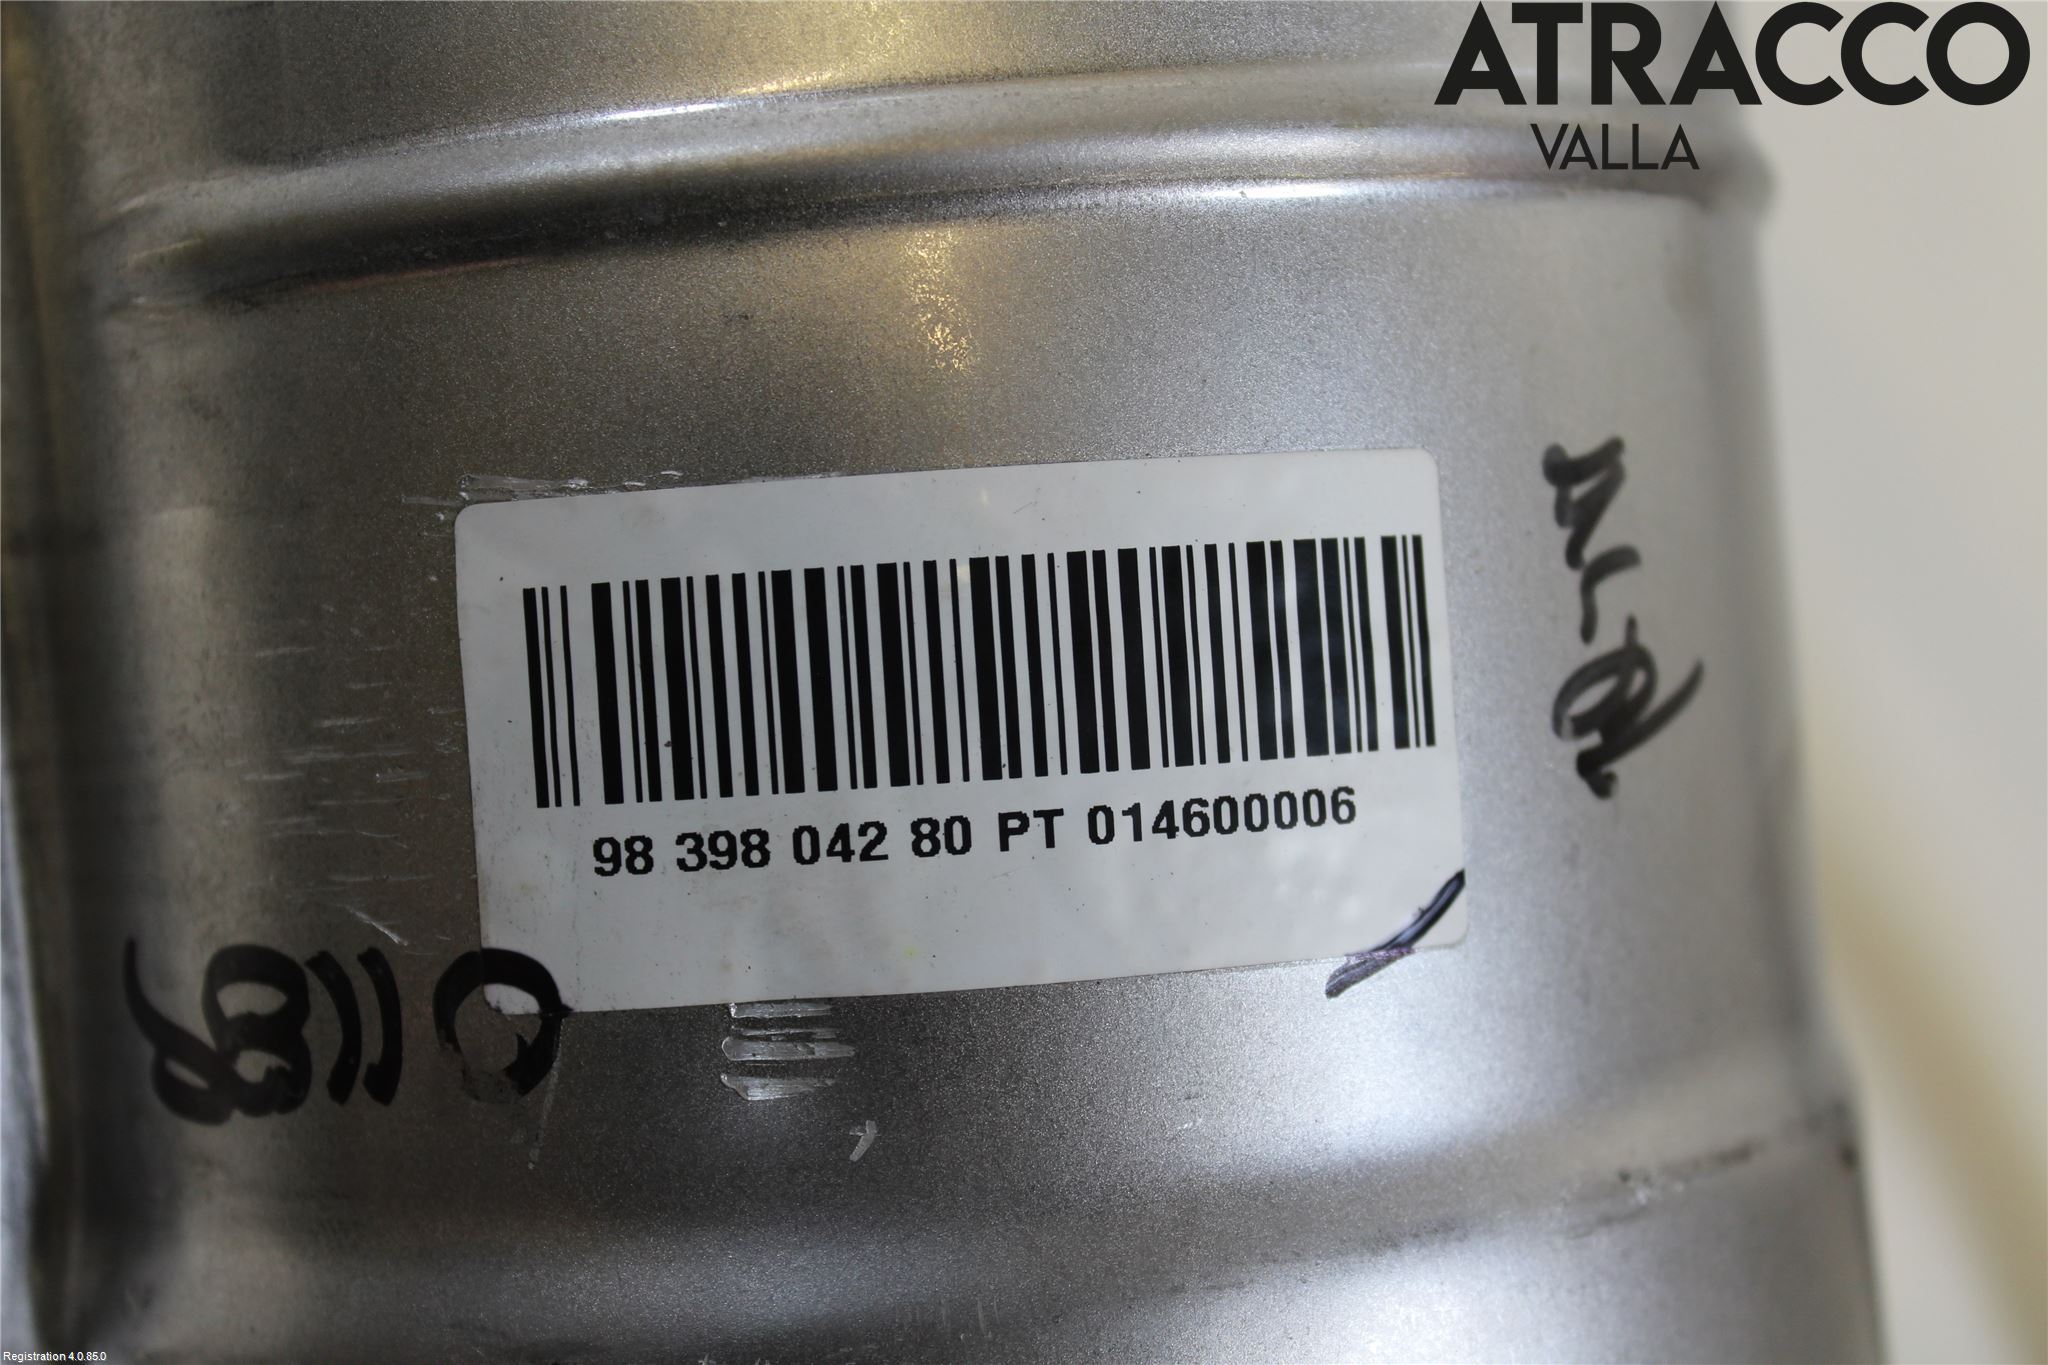 ATRACCO
VALLA
98 398 042 80 PT 014600006
Registration 4.0.85.0